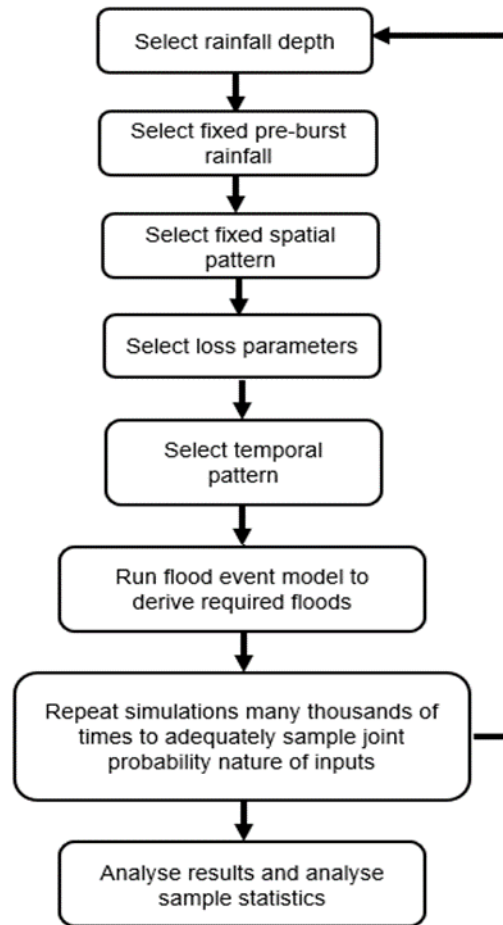 Select rainfall depth
Select fixed pre-burst
rainfall
Select fixed spatial
pattern
Select loss parameters
Select temporal
pattern
Run flood event model to
derive required floods
Repeat simulations many thousands of
times to adequately sample joint
probability nature of inputs
Analyse results and analyse
sample statistics